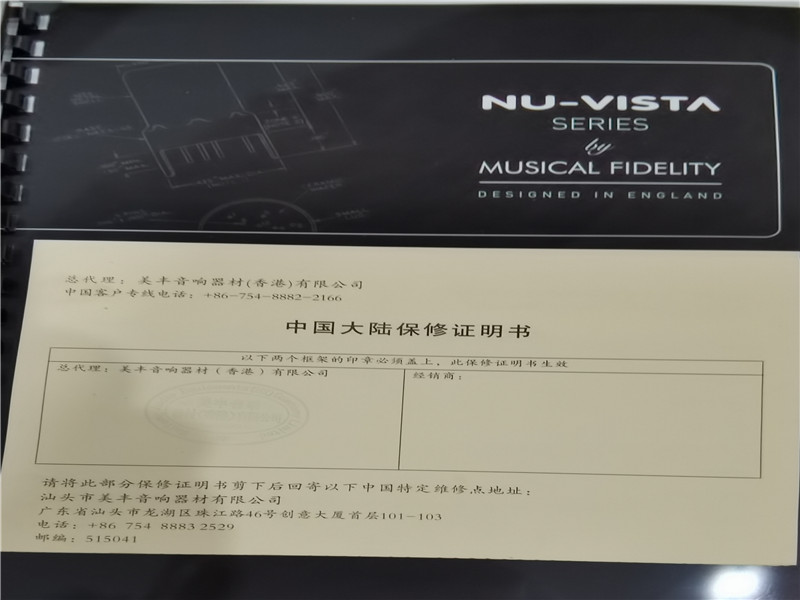 NU-VISTA
SERIES
by
MUSICAL FIDELITY
DESIGNED IN ENGLAND
总代理：美丰音响器材(香港)有限公司
中国客户专线电话：+86-754-8882-2166
中国大陆保修证明书
以下两个框架的印章必须盖上，此保修证明书生效
总代理：美丰音响器材（香港）有限公司
经销商：
请将此部分保修证明书剪下后回寄以下中国特定维修点地址：
汕头市美丰音响器材有限公司
广东省汕头市龙湖区珠江路46号创意大厦首层101-103
电话：+86 754 8883 2529
邮编：515041